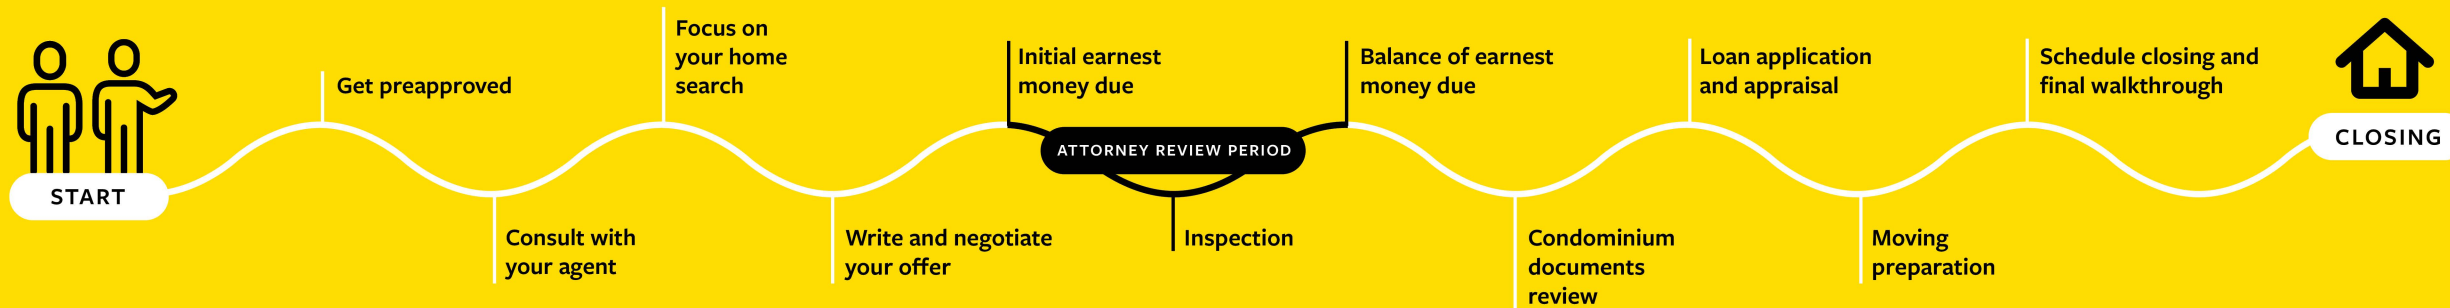 START
Get preapproved
Consult with
your agent
Focus on
your home
search
Write and negotiate
your offer
Initial earnest
money due
ATTORNEY REVIEW PERIOD
Inspection
Balance of earnest
money due
Condominium
documents
review
Loan application
and appraisal
Moving
preparation
Schedule closing and
final walkthrough
CLOSING